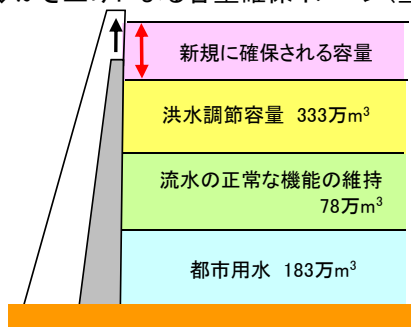 新規に確保される容量
洪水調節容量 333万m³
流水の正常な機能の維持
78万m³
都市用水 183万m³